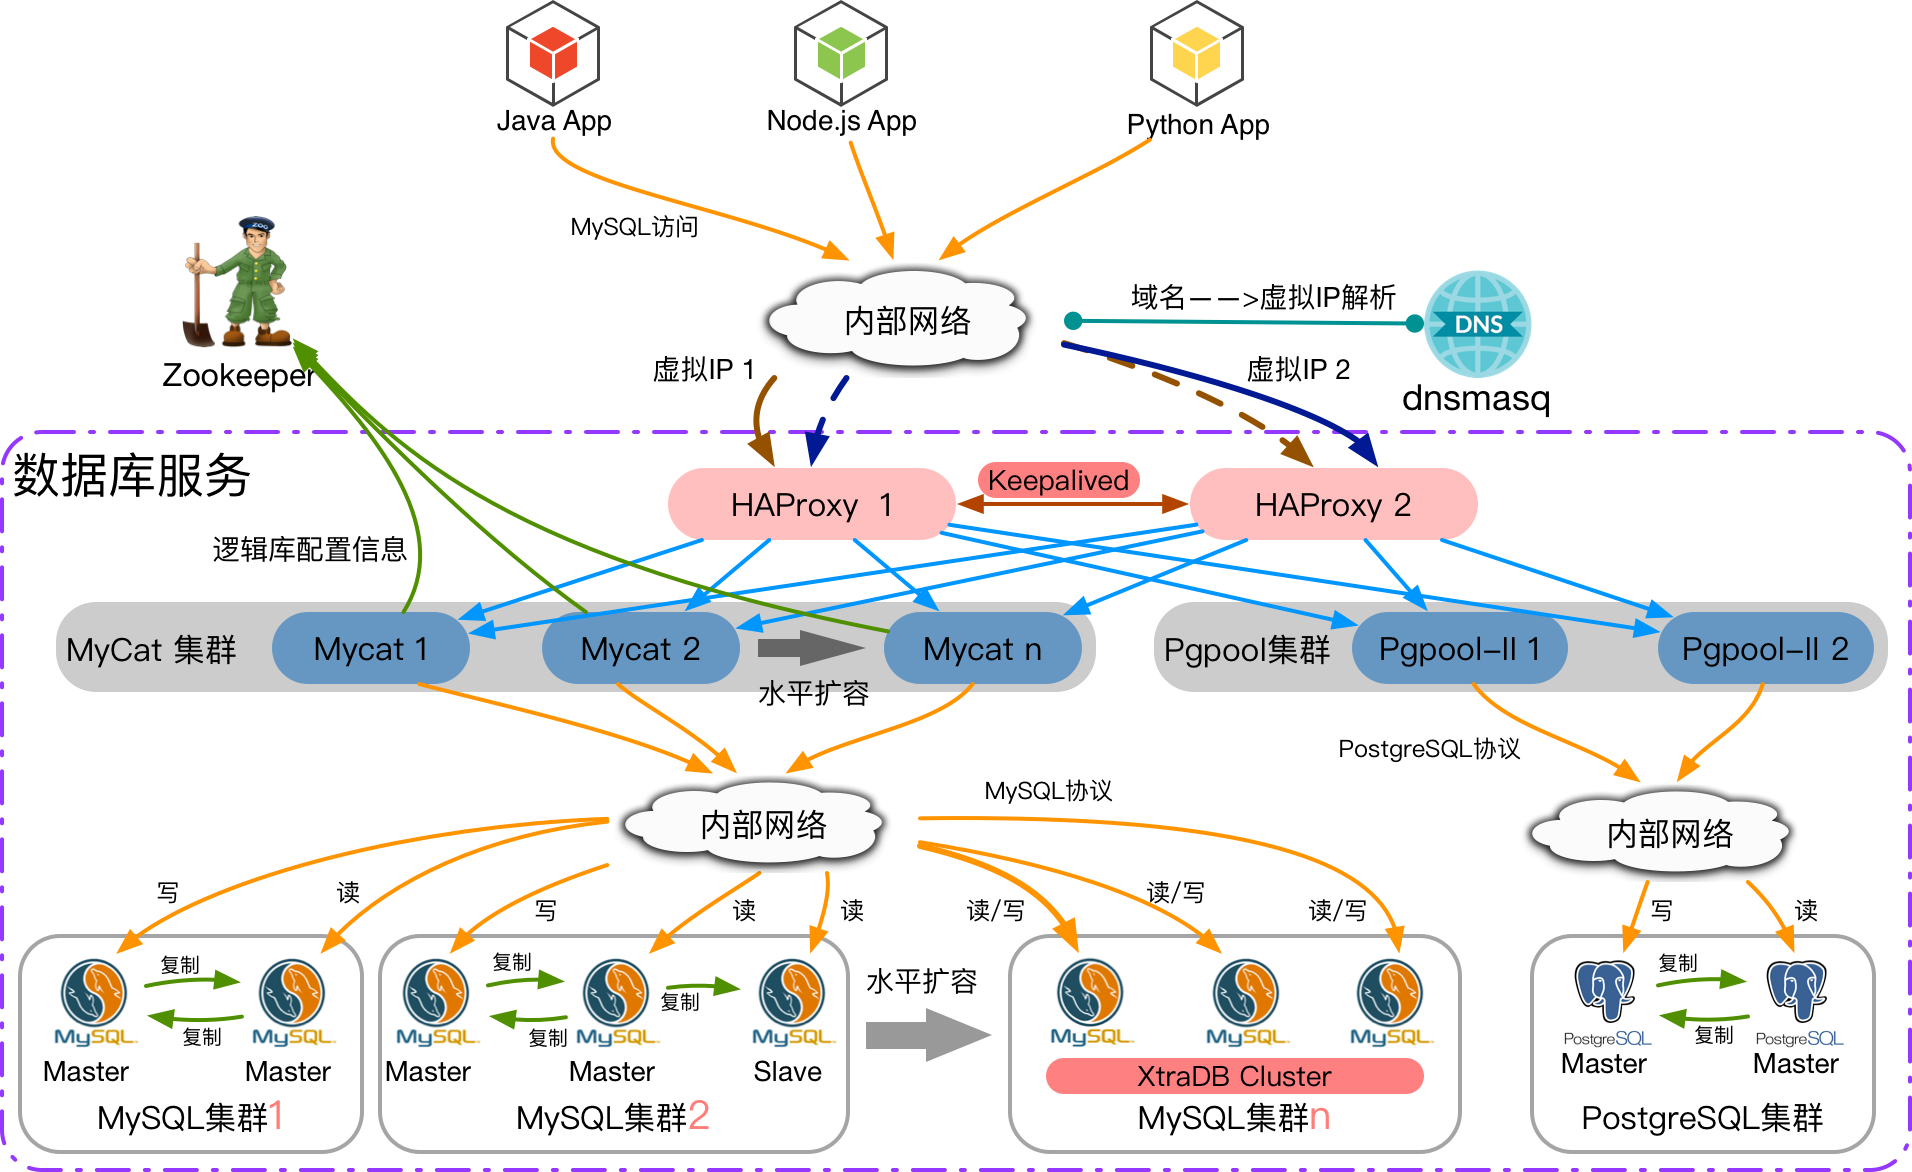 Java App
Node.js App
Python App
MySQL访问
ZOO
Zookeeper
内部网络
域名——>虚拟IP解析
DNS
dnsmasq
虚拟IP 1
虚拟IP 2
数据库服务
HAProxy 1
Keepalived
HAProxy 2
逻辑库配置信息
MyCat 集群
Mycat 1
Mycat 2
Mycat n
水平扩容
Pgpool集群
Pgpool-II 1
Pgpool-II 2
PostgreSQL协议
MySQL协议
内部网络
内部网络
写
读
写
读
读
读/写
读/写
读/写
写
读
复制
复制
MySQL
MySQL
Master
Master
MySQL集群1
复制
复制
复制
MySQL
MySQL
MySQL
Master
Master
Slave
MySQL集群2
水平扩容
MySQL
MySQL
MySQL
XtraDB Cluster
MySQL集群n
复制
复制
PostgreSQL
PostgreSQL
Master
Master
PostgreSQL集群